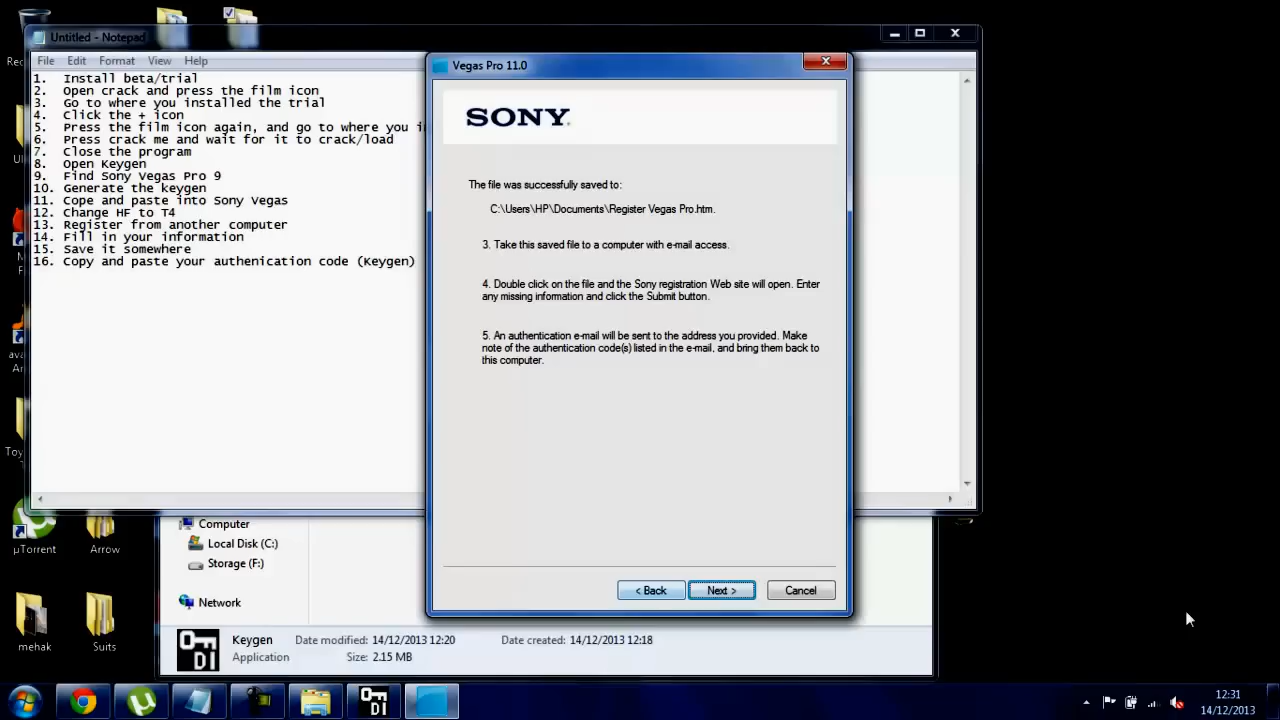 Untitled - Notepad
File Edit Format View Help
1. Install beta/trial
2. Open crack and press the film icon
3. Go to where you installed the trial
4. Click the + icon
5. Press the film icon again, and go to where you i
6. Press crack me and wait for it to crack/load
7. Close the program
8. Open Keygen
9. Find Sony Vegas Pro 9
10. Generate the keygen
11. Cope and paste into Sony Vegas
12. Change HF to T4
13. Register from another computer
14. Fill in your information
15. Save it somewhere
16. Copy and paste your authenication code (Keygen)
Vegas Pro 11.0
SONY
The file was successfully saved to:
C:\Users\HP\Documents\Register Vegas Pro.htm.
3. Take this saved file to a computer with e-mail access.
4. Double click on the file and the Sony registration Web site will open. Enter
any missing information and click the Submit button.
5. An authentication e-mail will be sent to the address you provided. Make
note of the authentication code(s) listed in the e-mail, and bring them back to
this computer.
< Back Next > Cancel
µTorrent
Arrow
mehak
Suits
Computer
Local Disk (C:)
Storage (F:)
Network
Keygen Date modified: 14/12/2013 12:20 Date created: 14/12/2013 12:18
Application Size: 2.15 MB
DI
DI
12:31
14/12/2013